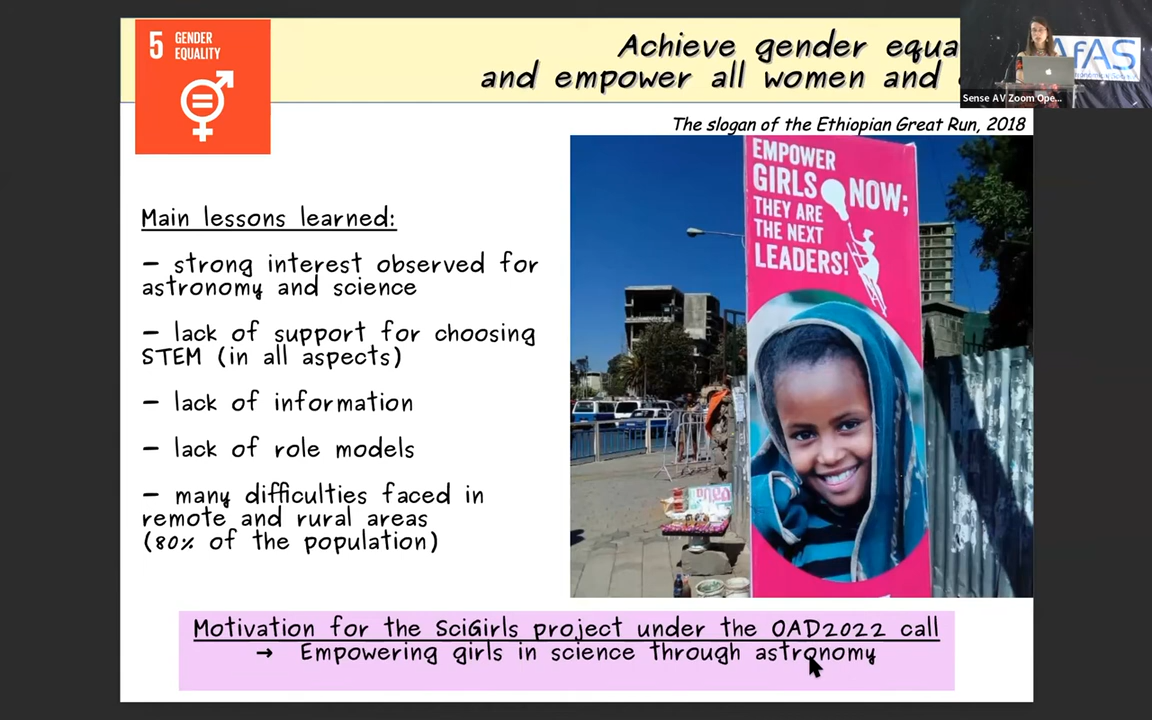 5 GENDER
EQUALITY
Achieve gender equa
and empower all women and
AfAS
Sense AV Zoom Ope...
The slogan of the Ethiopian Great Run, 2018
EMPOWER
GIRLS NOW;
THEY ARE
THE NEXT
LEADERS!
Main lessons learned:
– strong interest observed for
astronomy and science
– lack of support for choosing
STEM (in all aspects)
– lack of information
– lack of role models
– many difficulties faced in
remote and rural areas
(80% of the population)
Motivation for the SciGirls project under the OAD2022 call
→ Empowering girls in science through astronomy